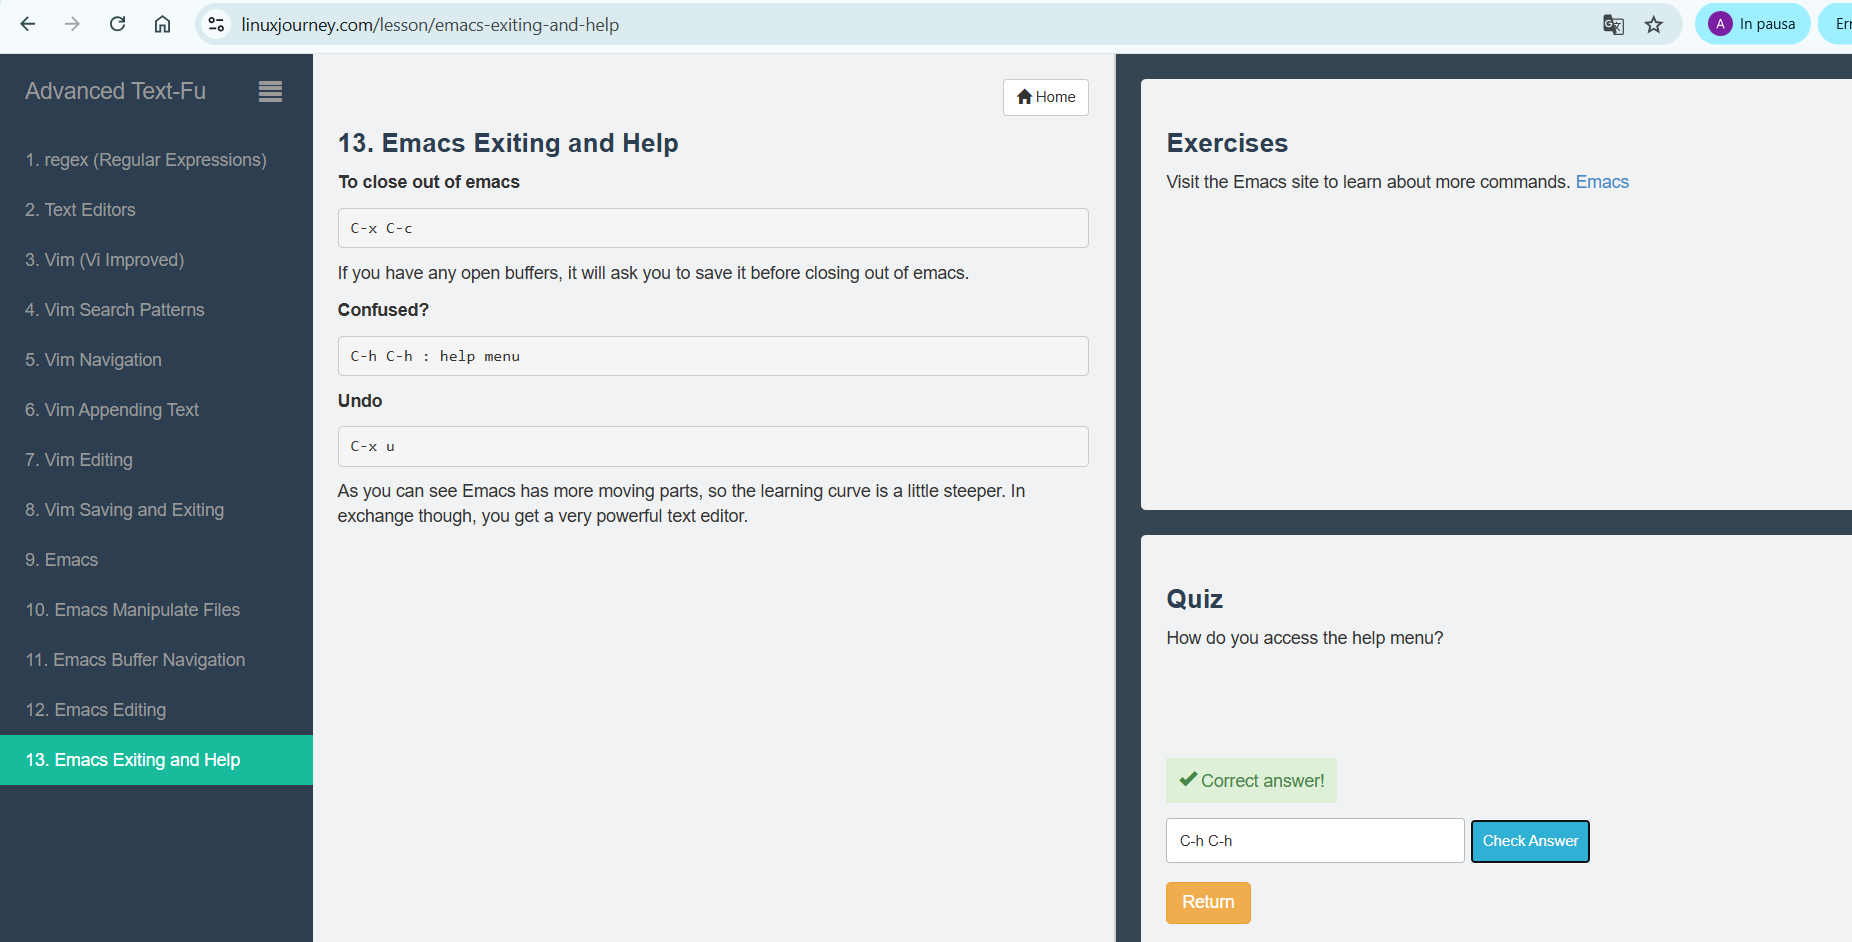 linuxjourney.com/lesson/emacs-exiting-and-help
A In pausa
Err
Advanced Text-Fu
1. regex (Regular Expressions)
2. Text Editors
3. Vim (Vi Improved)
4. Vim Search Patterns
5. Vim Navigation
6. Vim Appending Text
7. Vim Editing
8. Vim Saving and Exiting
9. Emacs
10. Emacs Manipulate Files
11. Emacs Buffer Navigation
12. Emacs Editing
13. Emacs Exiting and Help
Home
13. Emacs Exiting and Help
To close out of emacs
C-x C-c
If you have any open buffers, it will ask you to save it before closing out of emacs.
Confused?
C-h C-h : help menu
Undo
C-x u
As you can see Emacs has more moving parts, so the learning curve is a little steeper. In
exchange though, you get a very powerful text editor.
Exercises
Visit the Emacs site to learn about more commands. Emacs
Quiz
How do you access the help menu?
Correct answer!
C-h C-h
Check Answer
Return